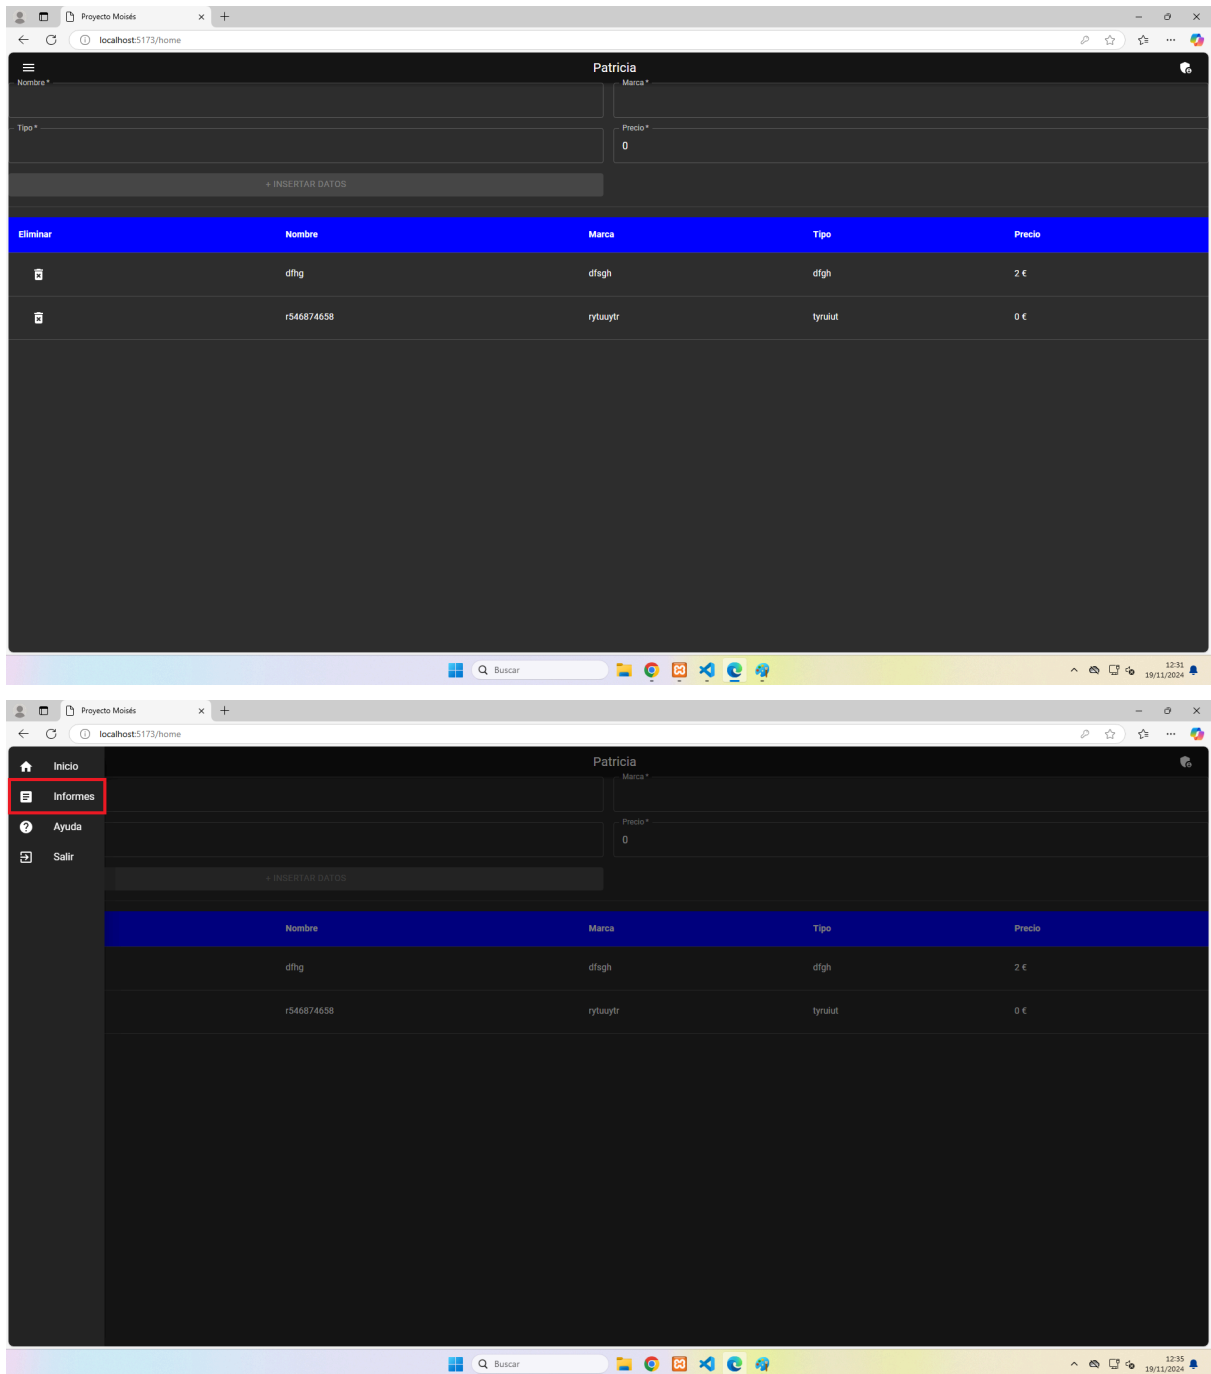 Proyecto Moisés
localhost:5173/home
Patricia
Nombre *
Marca *
Tipo *
Precio *
0
+ INSERTAR DATOS
Eliminar Nombre Marca Tipo Precio
dfhg dfsgh dfgh 2 €
r546874658 rytuuytr tyruiut 0 €
Buscar
12:31
19/11/2024
Proyecto Moisés
localhost:5173/home
Inicio
Patricia
Marca *
Informes
Precio *
Ayuda
0
Salir
+ INSERTAR DATOS
Nombre Marca Tipo Precio
dfhg dfsgh dfgh 2 €
r546874658 rytuuytr tyruiut 0 €
Buscar
12:35
19/11/2024